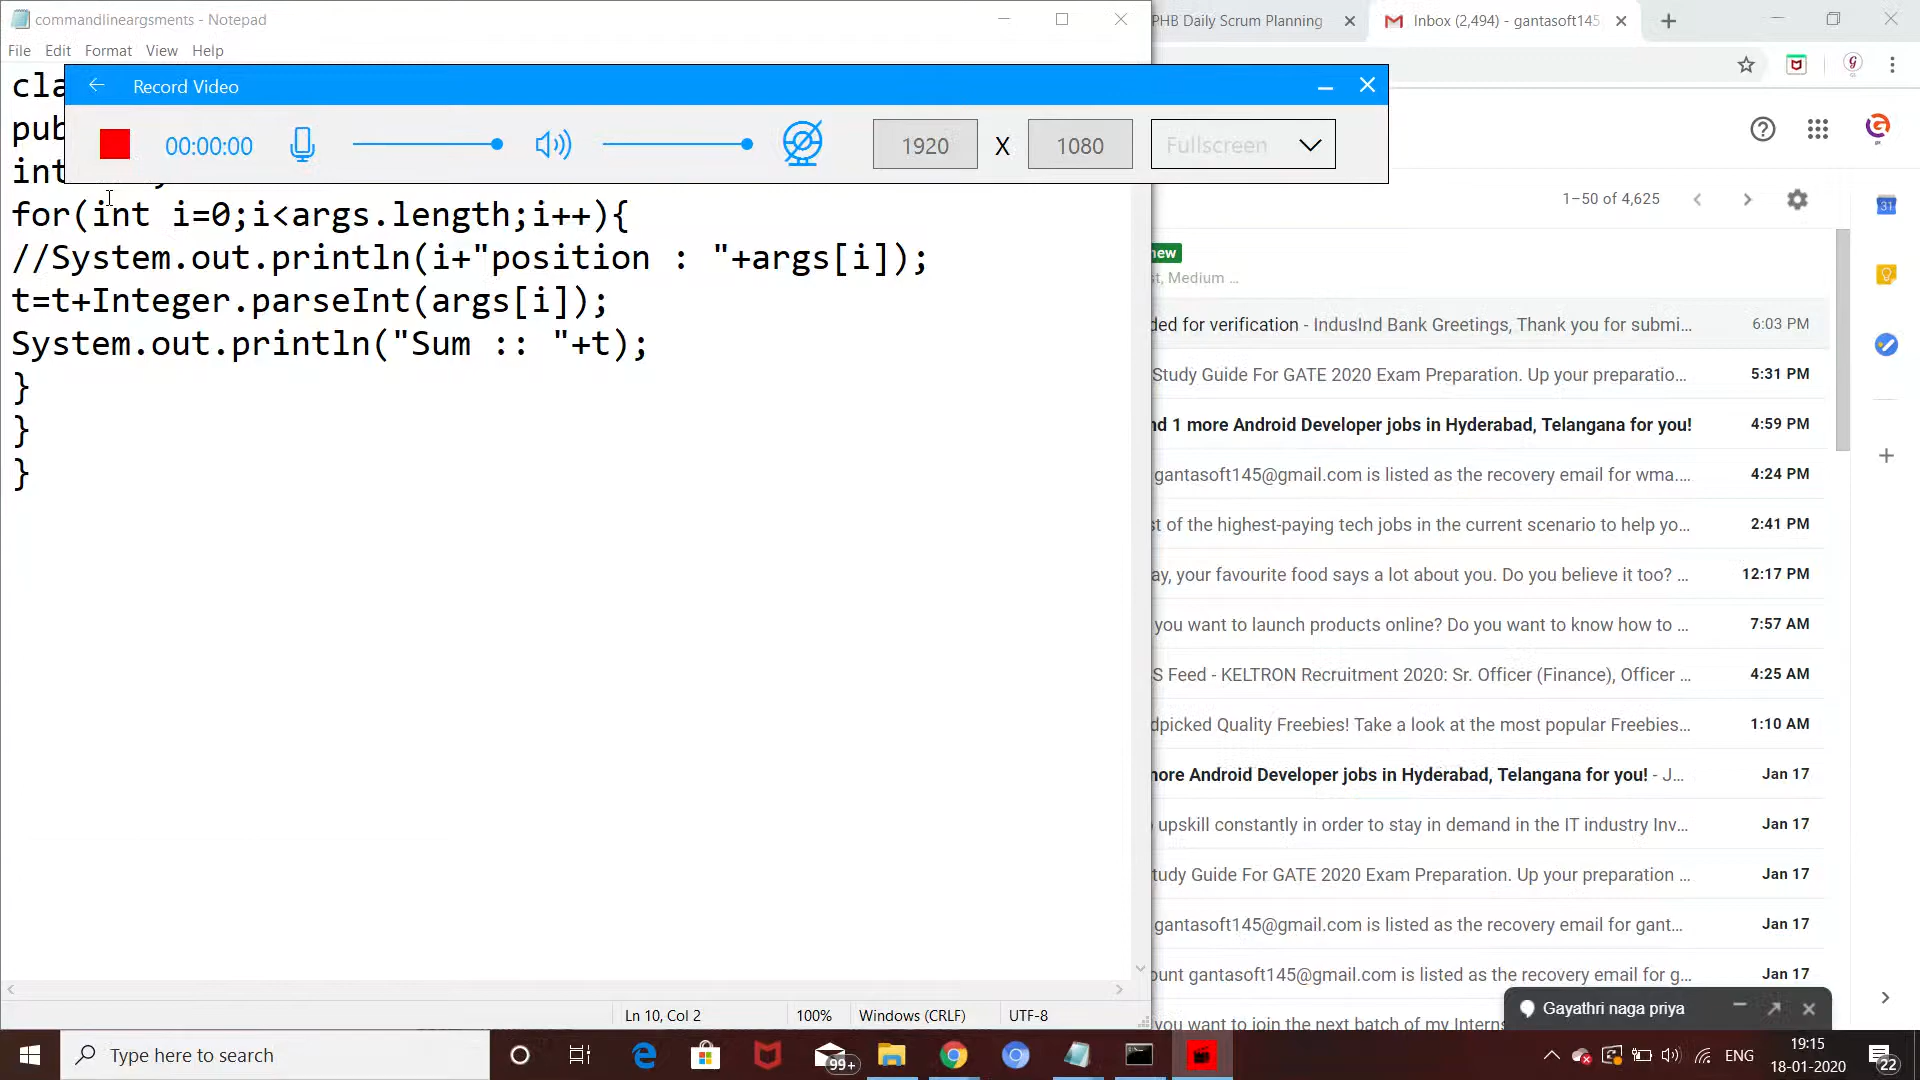 commandlineargsments - Notepad
File Edit Format View Help
Record Video
00:00:00
1920 X 1080 Fullscreen
cla
pub
int
for(int i=0;i<args.length;i++){
//System.out.println(i+"position : "+args[i]);
t=t+Integer.parseInt(args[i]);
System.out.println("Sum :: "+t);
}
}
}
Ln 10, Col 2 100% Windows (CRLF) UTF-8
PHB Daily Scrum Planning
Inbox (2,494) - gantasoft145
1–50 of 4,625
31
new
st, Medium ...
ded for verification - IndusInd Bank Greetings, Thank you for submi... 6:03 PM
Study Guide For GATE 2020 Exam Preparation. Up your preparatio... 5:31 PM
nd 1 more Android Developer jobs in Hyderabad, Telangana for you! 4:59 PM
gantasoft145@gmail.com is listed as the recovery email for wma.... 4:24 PM
st of the highest-paying tech jobs in the current scenario to help yo... 2:41 PM
ay, your favourite food says a lot about you. Do you believe it too? ... 12:17 PM
you want to launch products online? Do you want to know how to ... 7:57 AM
S Feed - KELTRON Recruitment 2020: Sr. Officer (Finance), Officer ... 4:25 AM
dpicked Quality Freebies! Take a look at the most popular Freebies... 1:10 AM
more Android Developer jobs in Hyderabad, Telangana for you! - J... Jan 17
upskill constantly in order to stay in demand in the IT industry Inv... Jan 17
tudy Guide For GATE 2020 Exam Preparation. Up your preparation ... Jan 17
gantasoft145@gmail.com is listed as the recovery email for gant... Jan 17
ount gantasoft145@gmail.com is listed as the recovery email for g... Jan 17
you want to join the next batch of my Interns
Gayathri naga priya
Type here to search
99+
ENG
19:15
18-01-2020
22